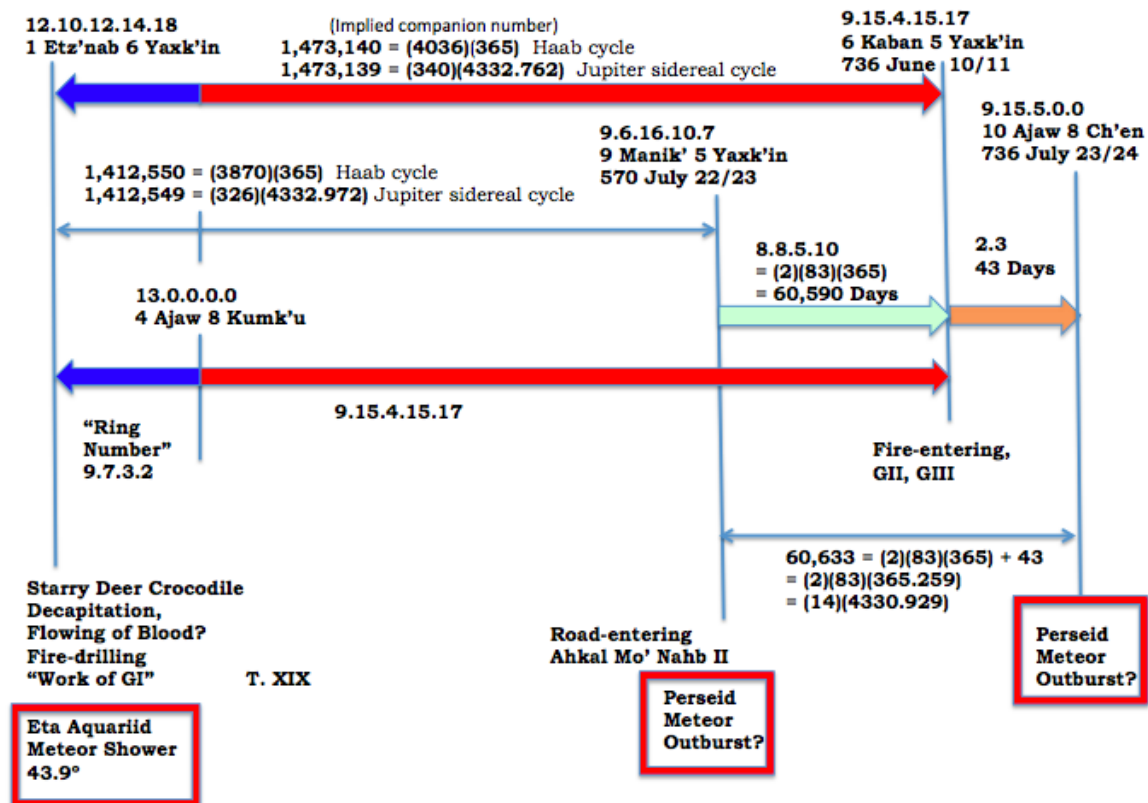 12.10.12.14.18
1 Etz’nab 6 Yaxk’in
(Implied companion number)
1,473,140 = (4036)(365) Haab cycle
1,473,139 = (340)(4332.762) Jupiter sidereal cycle
9.15.4.15.17
6 Kaban 5 Yaxk’in
736 June 10/11
9.15.5.0.0
10 Ajaw 8 Ch’en
736 July 23/24
9.6.16.10.7
9 Manik’ 5 Yaxk’in
570 July 22/23
1,412,550 = (3870)(365) Haab cycle
1,412,549 = (326)(4332.972) Jupiter sidereal cycle
8.8.5.10
= (2)(83)(365)
= 60,590 Days
2.3
43 Days
13.0.0.0.0
4 Ajaw 8 Kumk’u
9.15.4.15.17
“Ring
Number”
9.7.3.2
Fire-entering,
GII, GIII
60,633 = (2)(83)(365) + 43
= (2)(83)(365.259)
= (14)(4330.929)
Starry Deer Crocodile
Decapitation,
Flowing of Blood?
Fire-drilling
“Work of GI” T. XIX
Road-entering
Ahkal Mo’ Nahb II
Perseid
Meteor
Outburst?
Perseid
Meteor
Outburst?
Eta Aquariid
Meteor Shower
43.9°